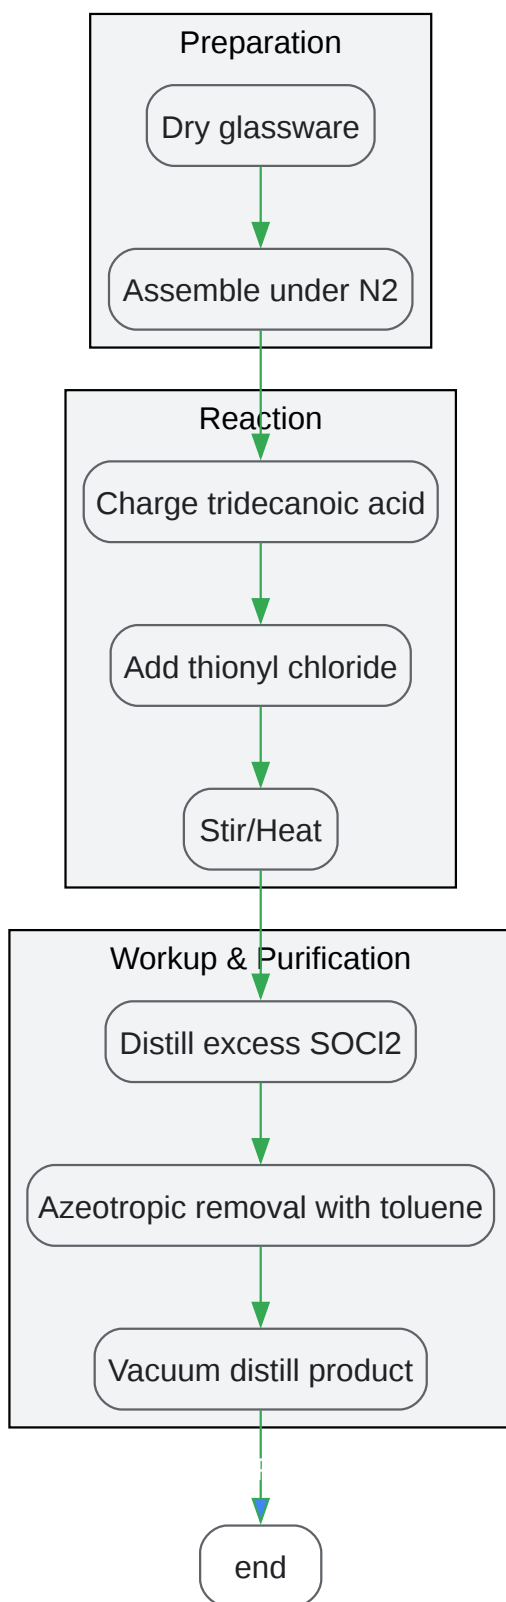 Preparation
Dry glassware
Assemble under N2
Reaction
Charge tridecanoic acid
Add thionyl chloride
Stir/Heat
Workup & Purification
Distill excess SOCl2
Azeotropic removal with toluene
Vacuum distill product
end